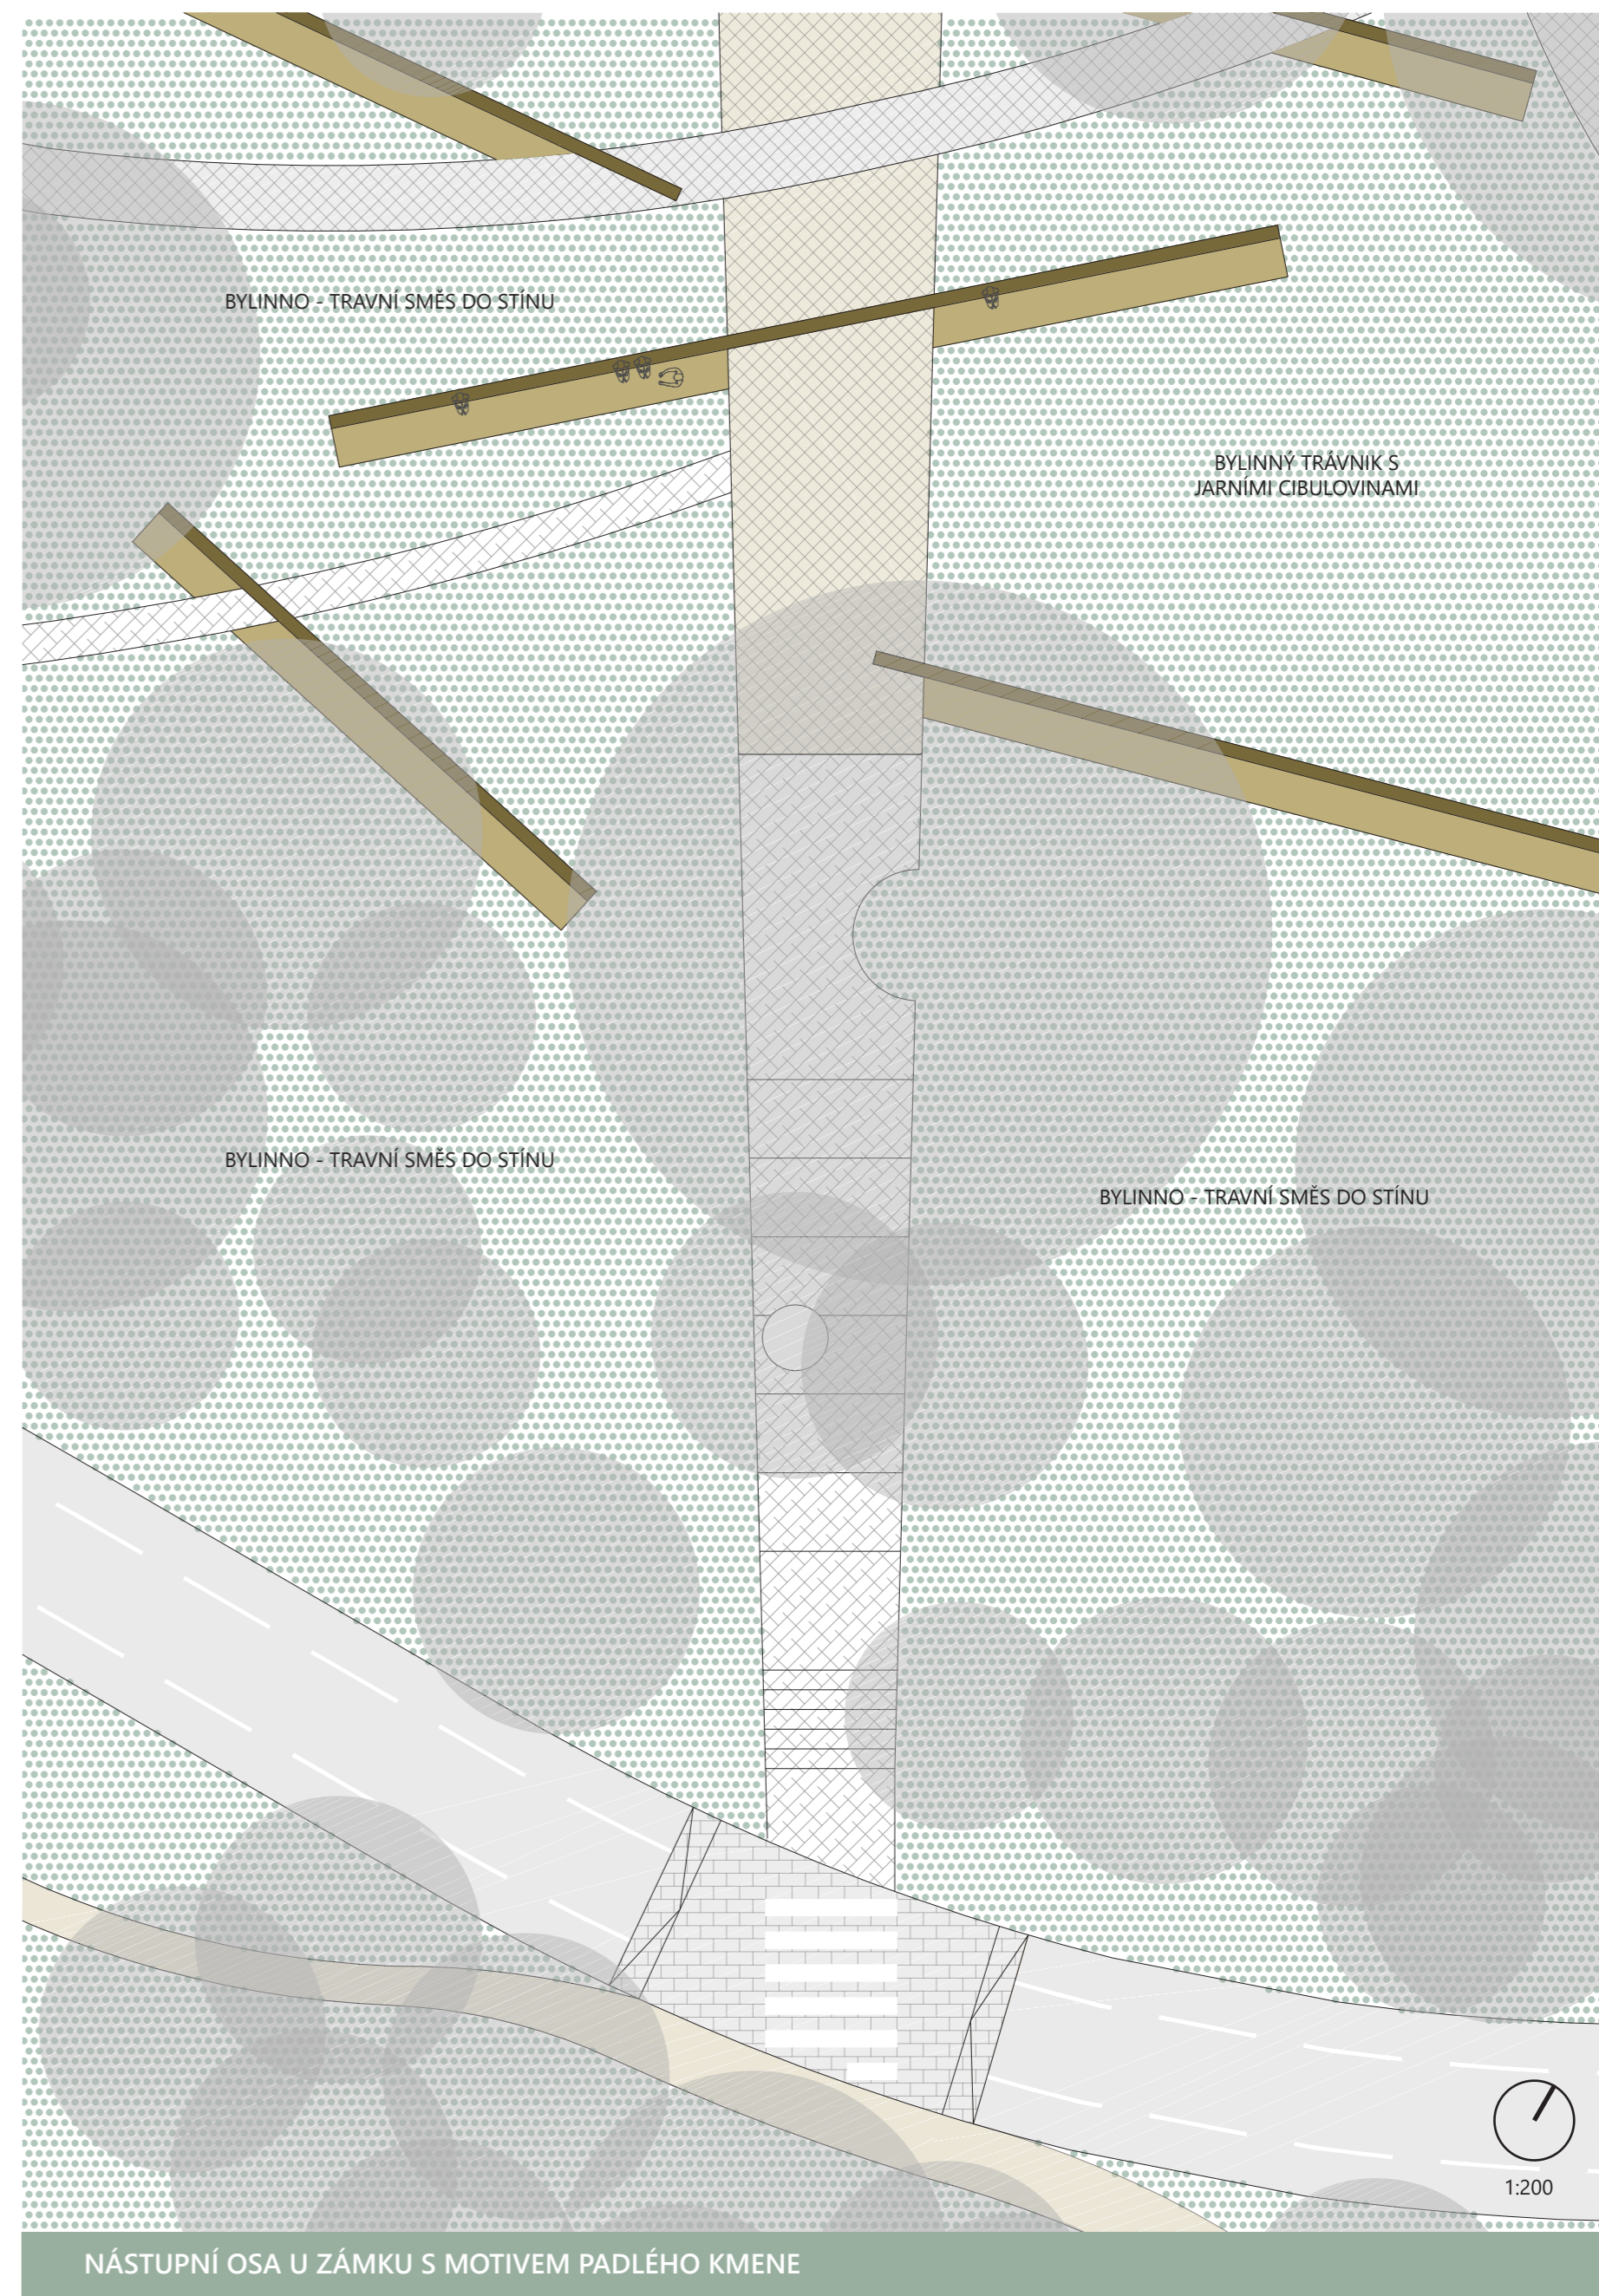 BYLINNO - TRAVNÍ SMĚS DO STÍNU
BYLINNÝ TRÁVNIK S
JARNÍMI CIBULOVINAMI
BYLINNO - TRAVNÍ SMĚS DO STÍNU
BYLINNO - TRAVNÍ SMĚS DO STÍNU
1:200
NÁSTUPNÍ OSA U ZÁMKU S MOTIVEM PADLÉHO KMENE